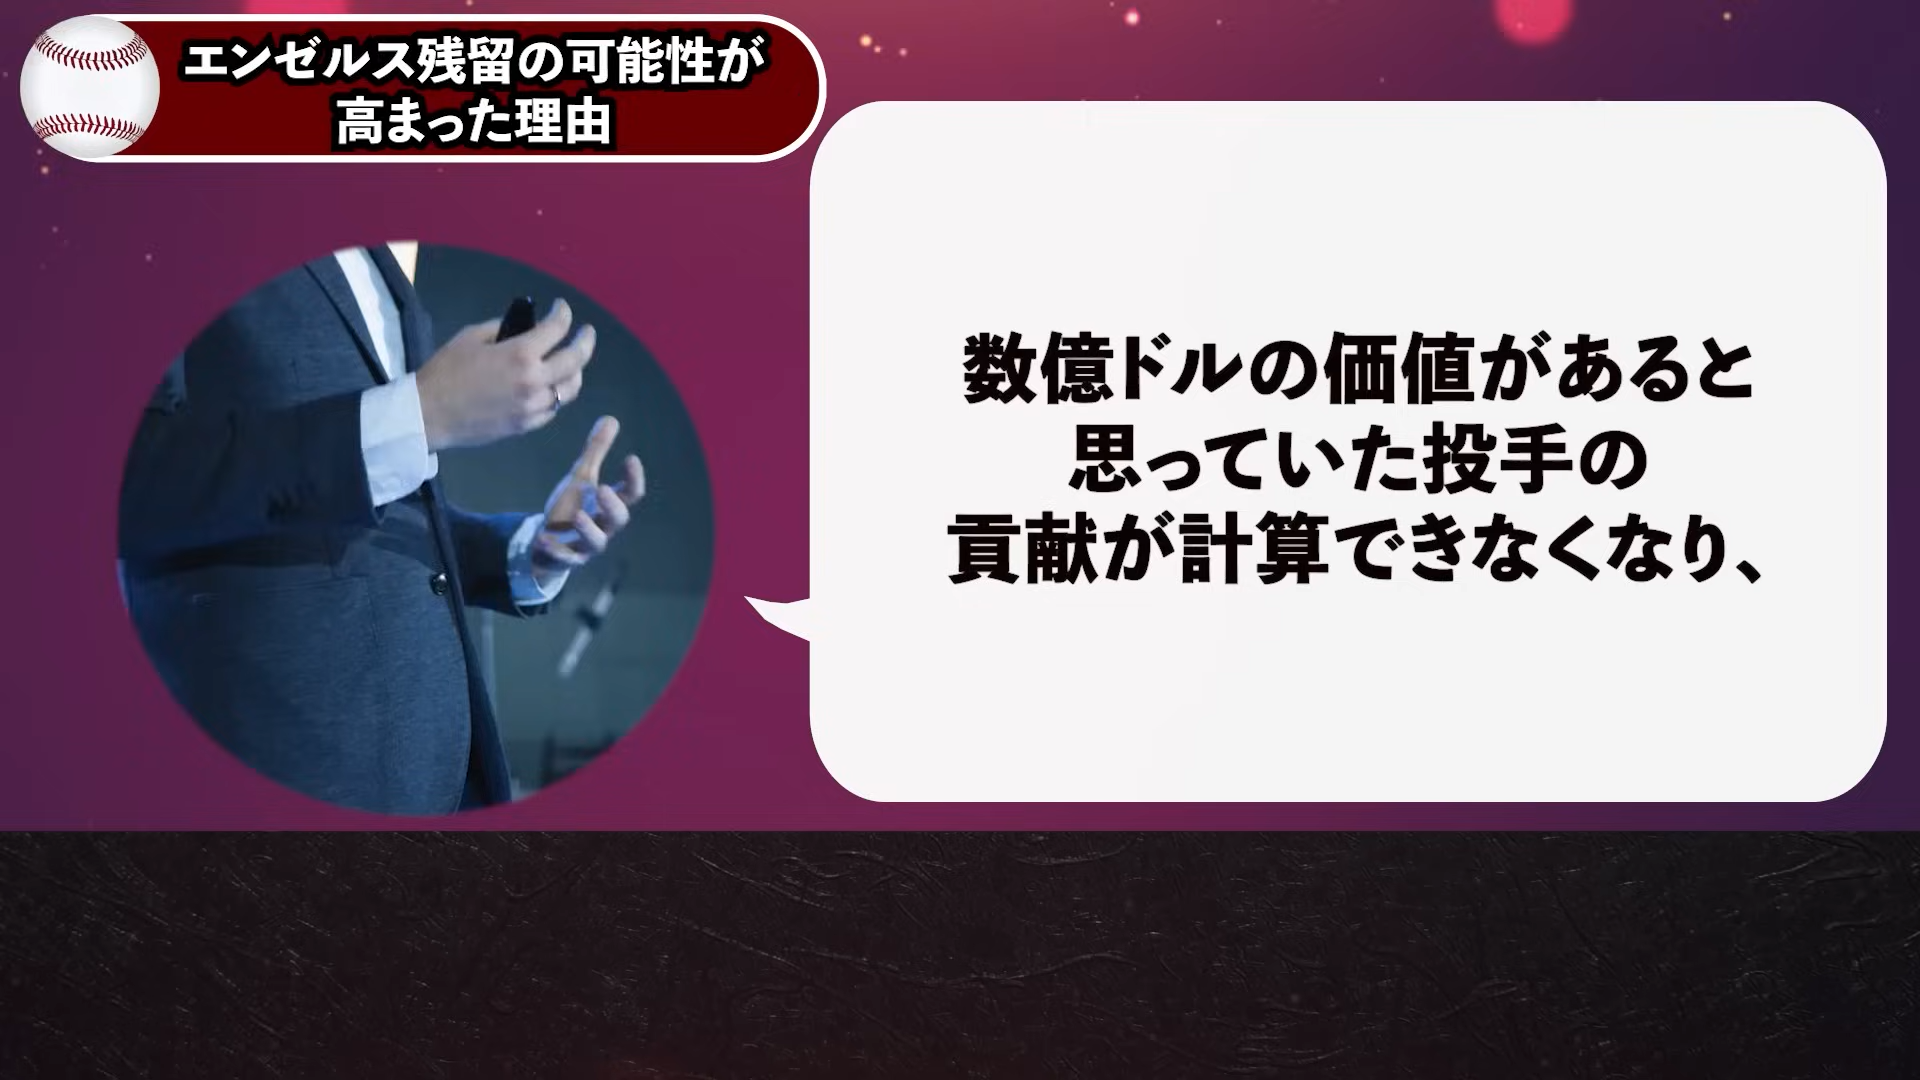 エンゼルス残留の可能性が
高まった理由
数億ドルの価値があると
思っていた投手の
貢献が計算できなくなり、